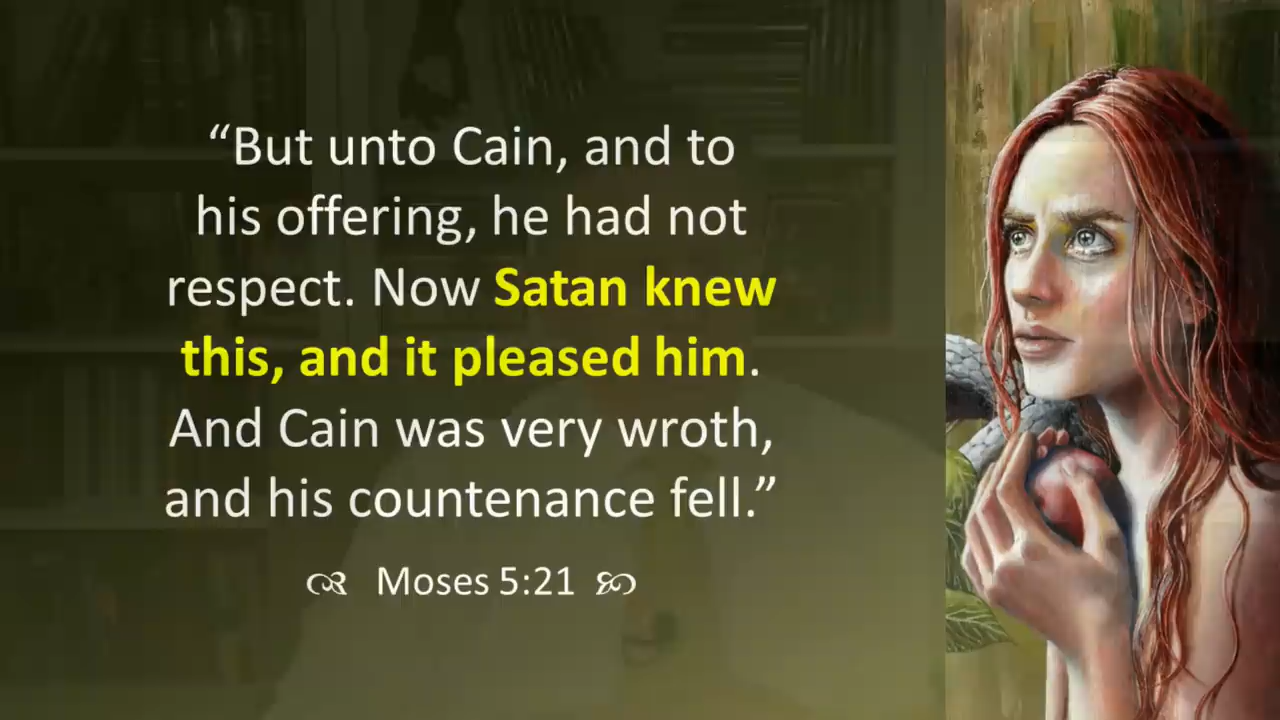 “But unto Cain, and to
his offering, he had not
respect. Now Satan knew
this, and it pleased him.
And Cain was very wroth,
and his countenance fell.”
Moses 5:21